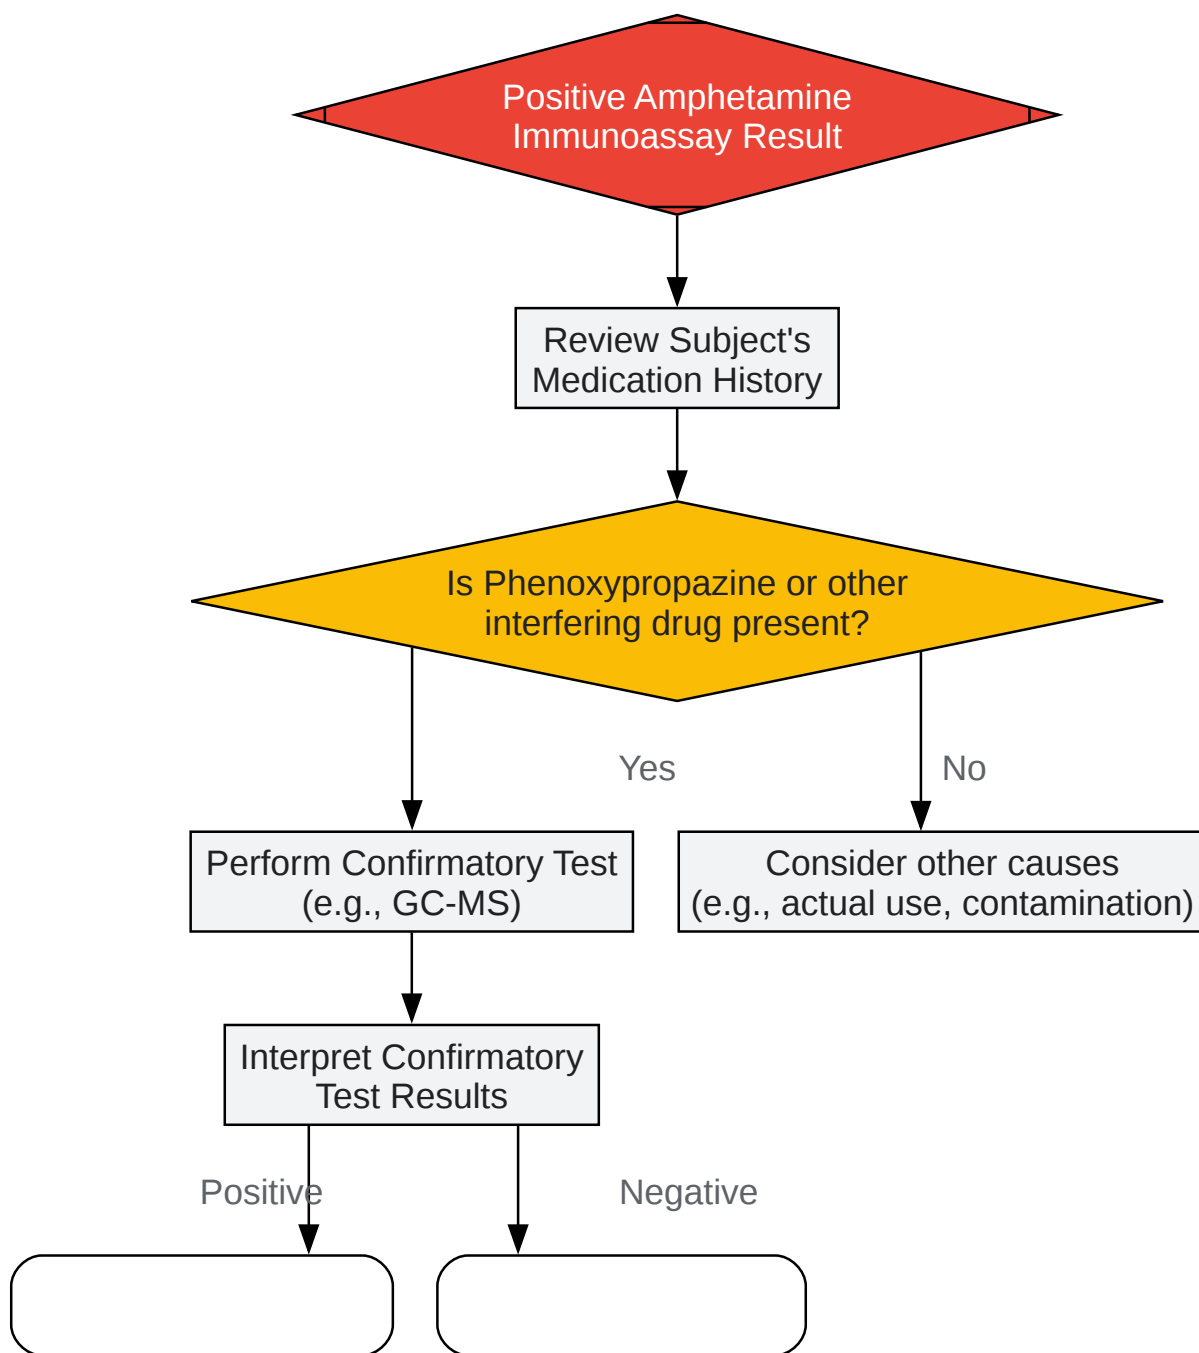 Positive Amphetamine
Immunoassay Result
Review Subject's
Medication History
Is Phenoxypropazine or other
interfering drug present?
Yes
No
Perform Confirmatory Test
(e.g., GC-MS)
Consider other causes
(e.g., actual use, contamination)
Interpret Confirmatory
Test Results
Positive
Negative